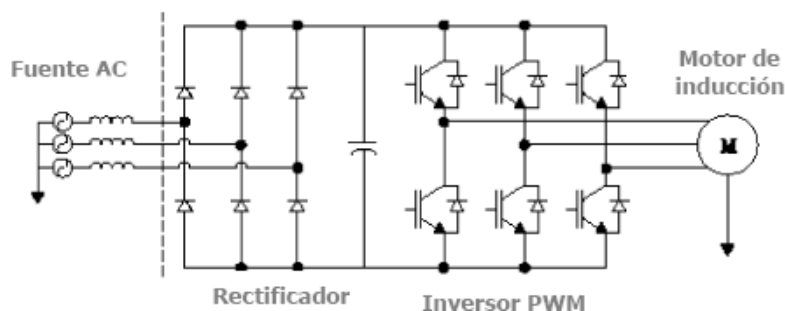 Fuente AC
Motor de
inducción
M
Rectificador
Inversor PWM